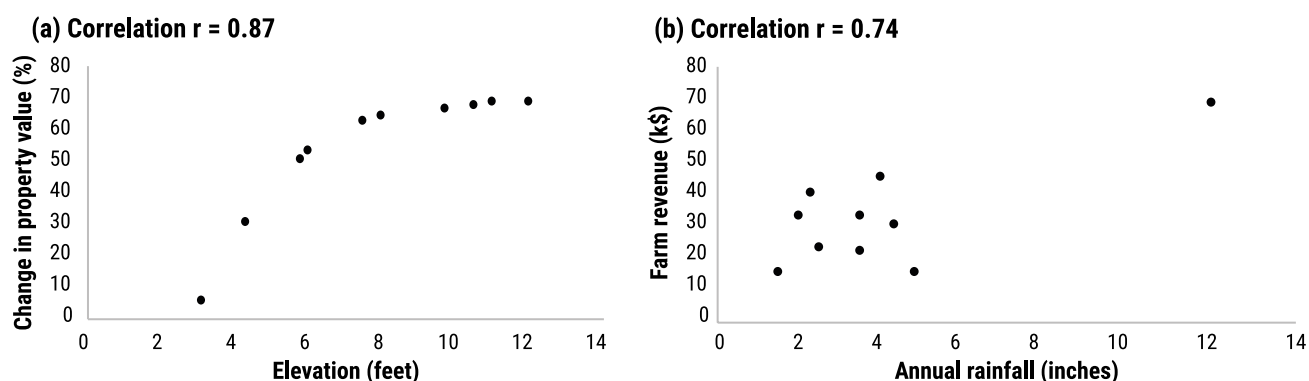 (a) Correlation r = 0.87
Change in property value (%)
80
70
60
50
40
30
20
10
0
0 2 4 6 8 10 12 14
Elevation (feet)
(b) Correlation r = 0.74
Farm revenue (k$)
80
70
60
50
40
30
20
10
0
0 2 4 6 8 10 12 14
Annual rainfall (inches)